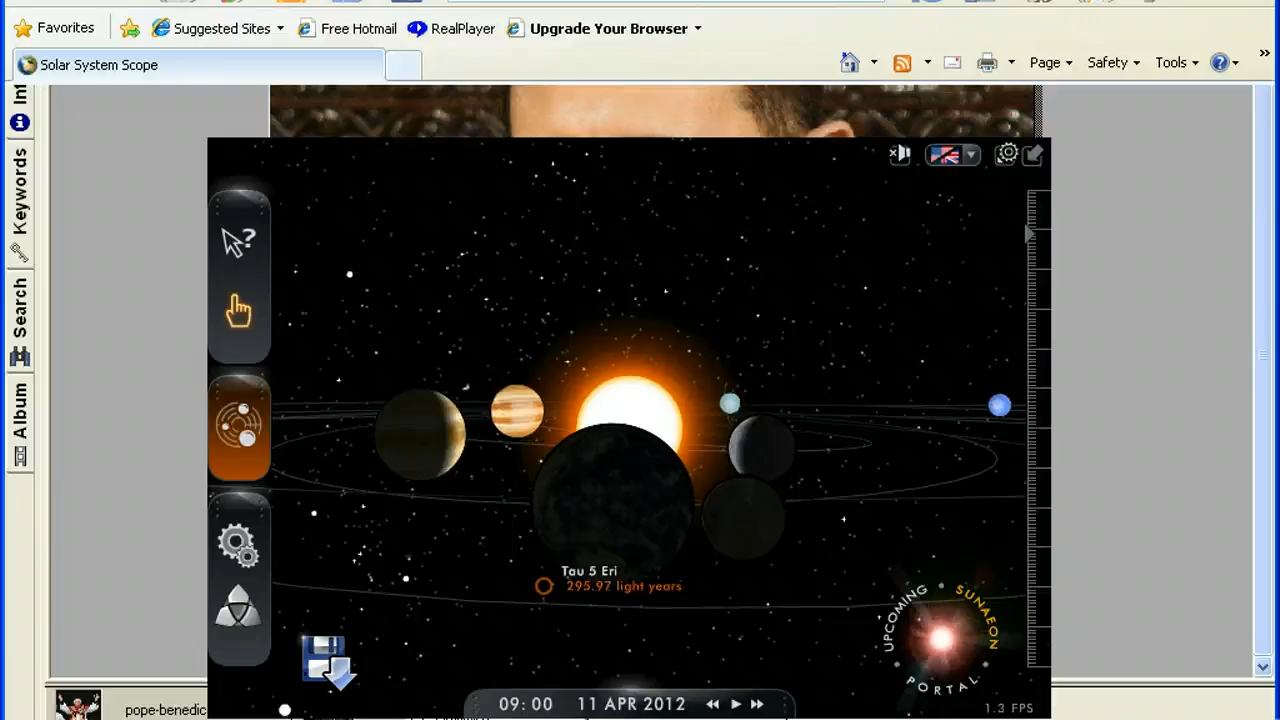 Favorites
Suggested Sites
Free Hotmail
RealPlayer
Upgrade Your Browser
Solar System Scope
Page
Safety
Tools
Keywords
Search
Album
Tau 5 Eri
295.97 light years
UPCOMING SUNAEON
PORTAL
09:00 11 APR 2012
1.3 FPS
pope-benedic